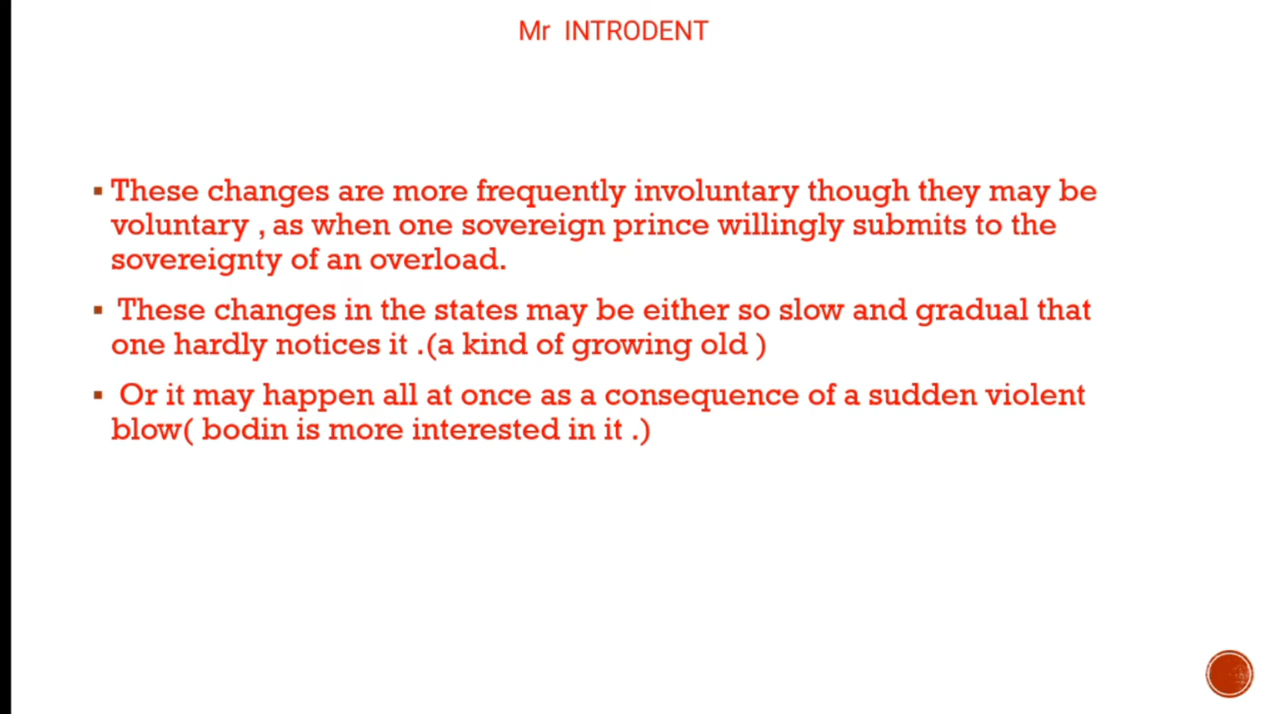 Mr INTRODENT
▪ These changes are more frequently involuntary though they may be
voluntary , as when one sovereign prince willingly submits to the
sovereignty of an overload.
▪ These changes in the states may be either so slow and gradual that
one hardly notices it .(a kind of growing old )
▪ Or it may happen all at once as a consequence of a sudden violent
blow( bodin is more interested in it .)